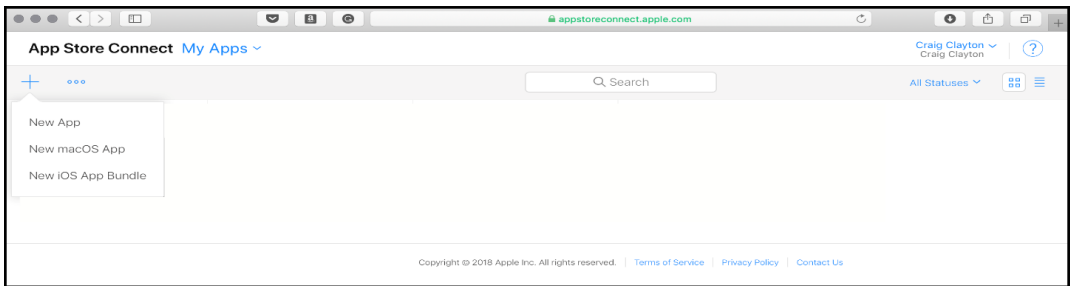 appstoreconnect.apple.com
App Store Connect My Apps
Craig Clayton
Craig Clayton
?
Search
All Statuses
New App
New macOS App
New iOS App Bundle
Copyright © 2018 Apple Inc. All rights reserved. | Terms of Service | Privacy Policy | Contact Us